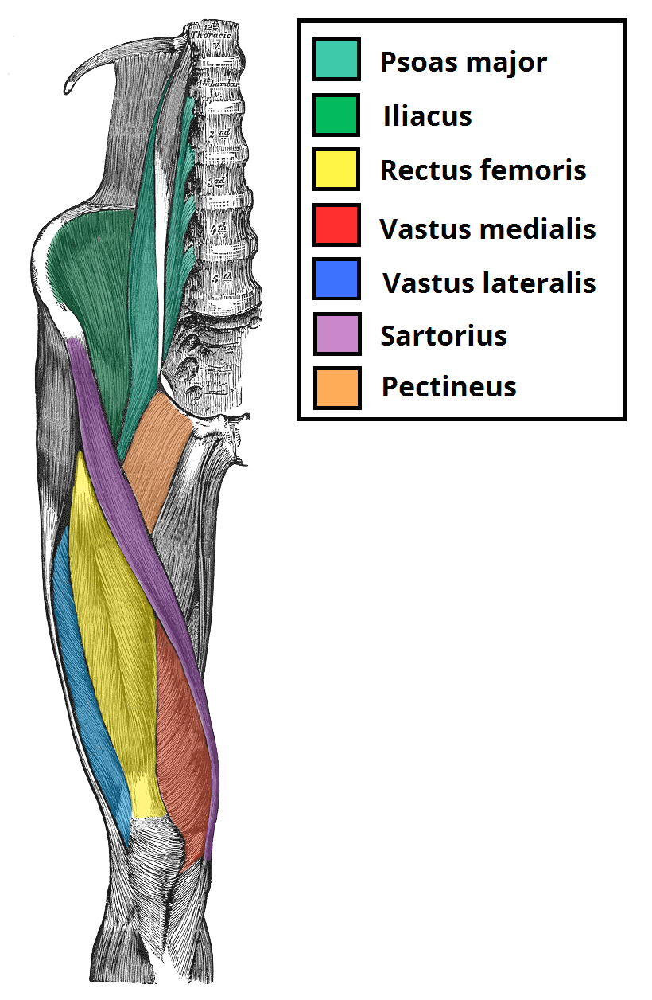 12th
Thoracic
V.
1st Lumbar
V.
2nd
3rd
4th
5th
Psoas major
Iliacus
Rectus femoris
Vastus medialis
Vastus lateralis
Sartorius
Pectineus